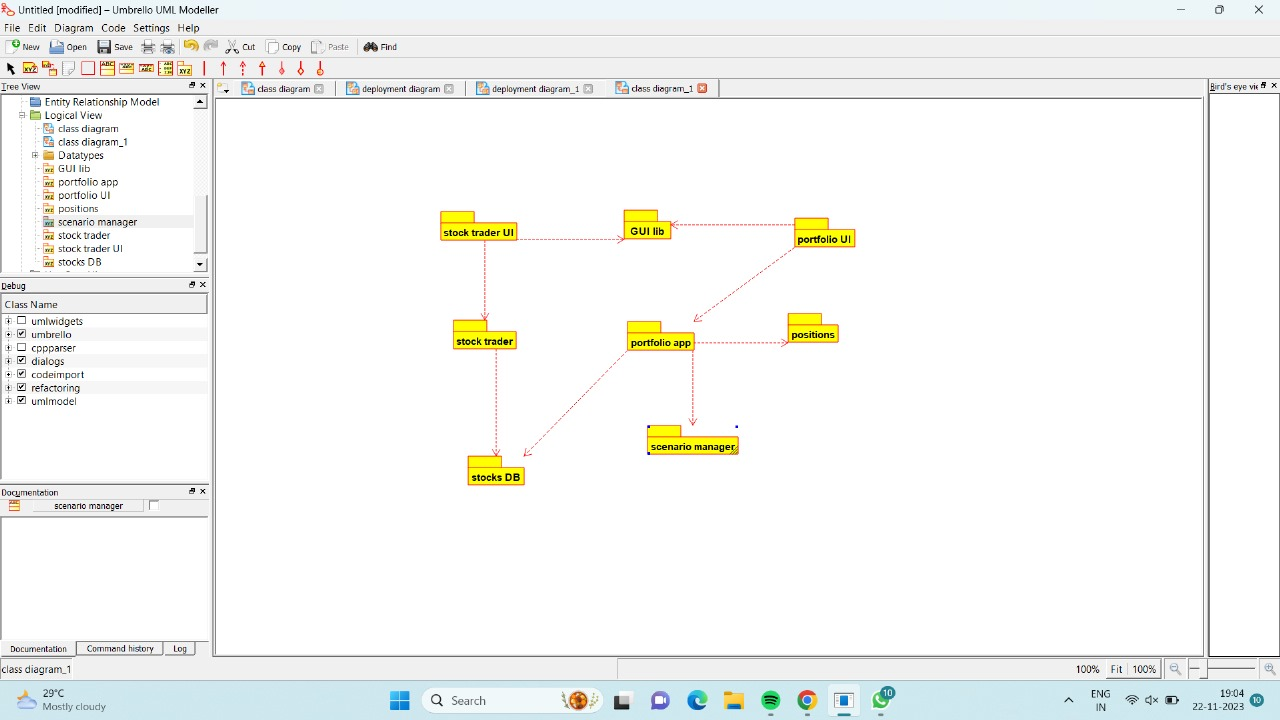 Untitled [modified] – Umbrello UML Modeller
File Edit Diagram Code Settings Help
New Open Save Cut Copy Paste Find
Tree View
class diagram deployment diagram deployment diagram_1 class diagram_1
Bird's eye vie
Entity Relationship Model
Logical View
class diagram
class diagram_1
Datatypes
GUI lib
portfolio app
portfolio UI
positions
scenario manager
stock trader
stock trader UI
stocks DB
Debug
Class Name
umlwidgets
umbrello
cppparser
dialogs
codeimport
refactoring
umlmodel
Documentation
scenario manager
Documentation Command history Log
stock trader UI
GUI lib
portfolio UI
stock trader
portfolio app
positions
scenario manager
stocks DB
class diagram_1
100% Fit 100%
29°C
Mostly cloudy
Search
10
ENG
IN
19:04
22-11-2023
10